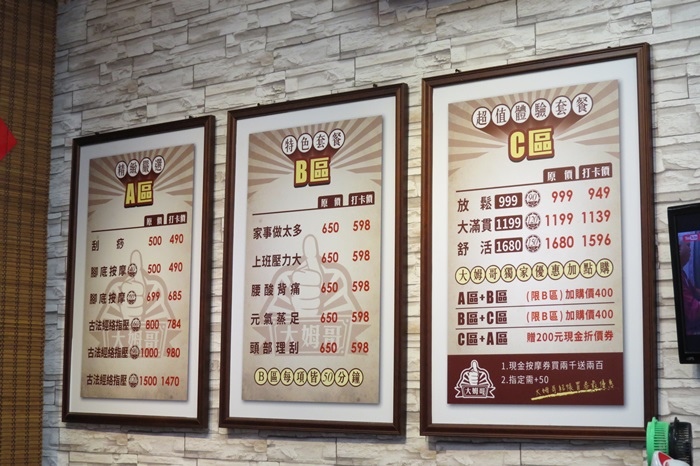 精緻嚴選
A區
原價 打卡價
刮痧 500 490
腳底按摩 500 490
腳底按摩 699 685
古法經絡指壓 800 784
古法經絡指壓 1000 980
古法經絡指壓 1500 1470
大姆哥
特色套餐
B區
原價 打卡價
家事做太多 650 598
上班壓力大 650 598
腰酸背痛 650 598
元氣蒸足 650 598
頭部理刮 650 598
大姆哥
B區每項皆50分鐘
超值體驗套餐
C區
原價 打卡價
放鬆 999 999 949
大滿貫 1199 1199 1139
舒活 1680 1680 1596
大姆哥獨家優惠加點購
A區+B區 (限B區)加購價400
B區+C區 (限B區)加購價400
C區+A區 贈200元現金折價券
大姆哥
1.現金按摩券買兩千送兩百
2.指定需+50